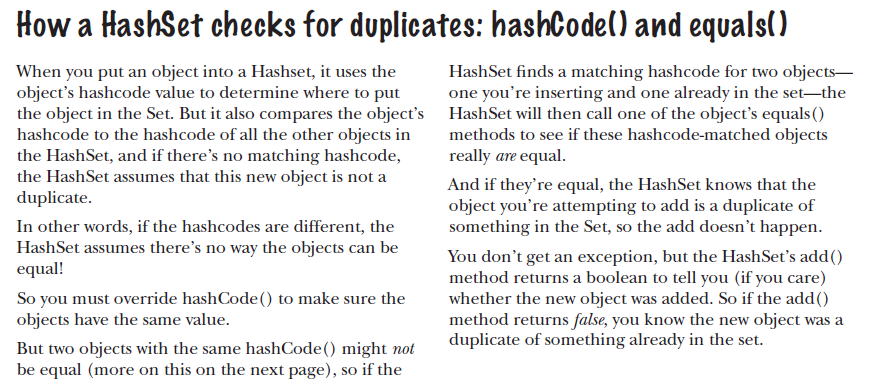 How a HashSet checks for duplicates: hashCode() and equals()
When you put an object into a Hashset, it uses the
object's hashcode value to determine where to put
the object in the Set. But it also compares the object's
hashcode to the hashcode of all the other objects in
the HashSet, and if there's no matching hashcode,
the HashSet assumes that this new object is not a
duplicate.
In other words, if the hashcodes are different, the
HashSet assumes there's no way the objects can be
equal!
So you must override hashCode() to make sure the
objects have the same value.
But two objects with the same hashCode() might not
be equal (more on this on the next page), so if the
HashSet finds a matching hashcode for two objects—
one you're inserting and one already in the set—the
HashSet will then call one of the object's equals()
methods to see if these hashcode-matched objects
really are equal.
And if they're equal, the HashSet knows that the
object you're attempting to add is a duplicate of
something in the Set, so the add doesn't happen.
You don't get an exception, but the HashSet's add()
method returns a boolean to tell you (if you care)
whether the new object was added. So if the add()
method returns false, you know the new object was a
duplicate of something already in the set.